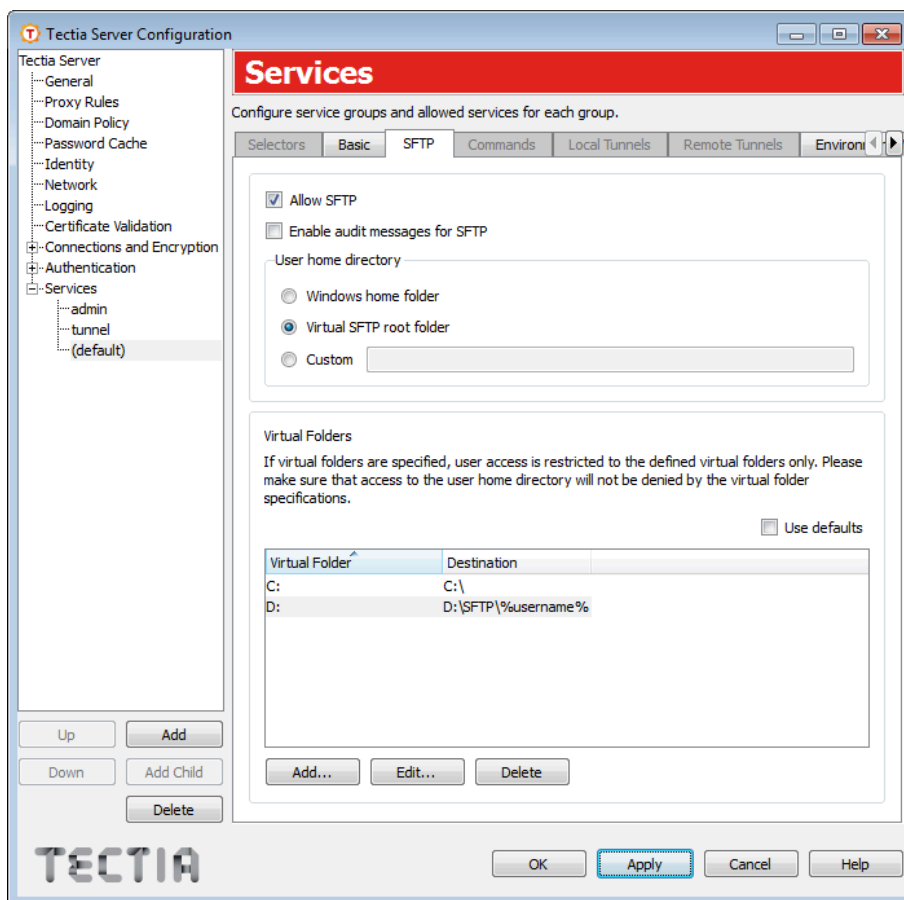 Tectia Server Configuration
Tectia Server
General
Proxy Rules
Domain Policy
Password Cache
Identity
Network
Logging
Certificate Validation
Connections and Encryption
Authentication
Services
admin
tunnel
(default)
Up Add
Down Add Child
Delete
Services
Configure service groups and allowed services for each group.
Selectors Basic SFTP Commands Local Tunnels Remote Tunnels
Allow SFTP
Enable audit messages for SFTP
User home directory
Windows home folder
Virtual SFTP root folder
Custom
Virtual Folders
If virtual folders are specified, user access is restricted to the defined virtual folders only. Please
make sure that access to the user home directory will not be denied by the virtual folder
specifications.
Use defaults
Virtual Folder Destination
C: C:\
D: D:\SFTP\%username%
Add... Edit... Delete
TECTIA
OK Apply Cancel Help